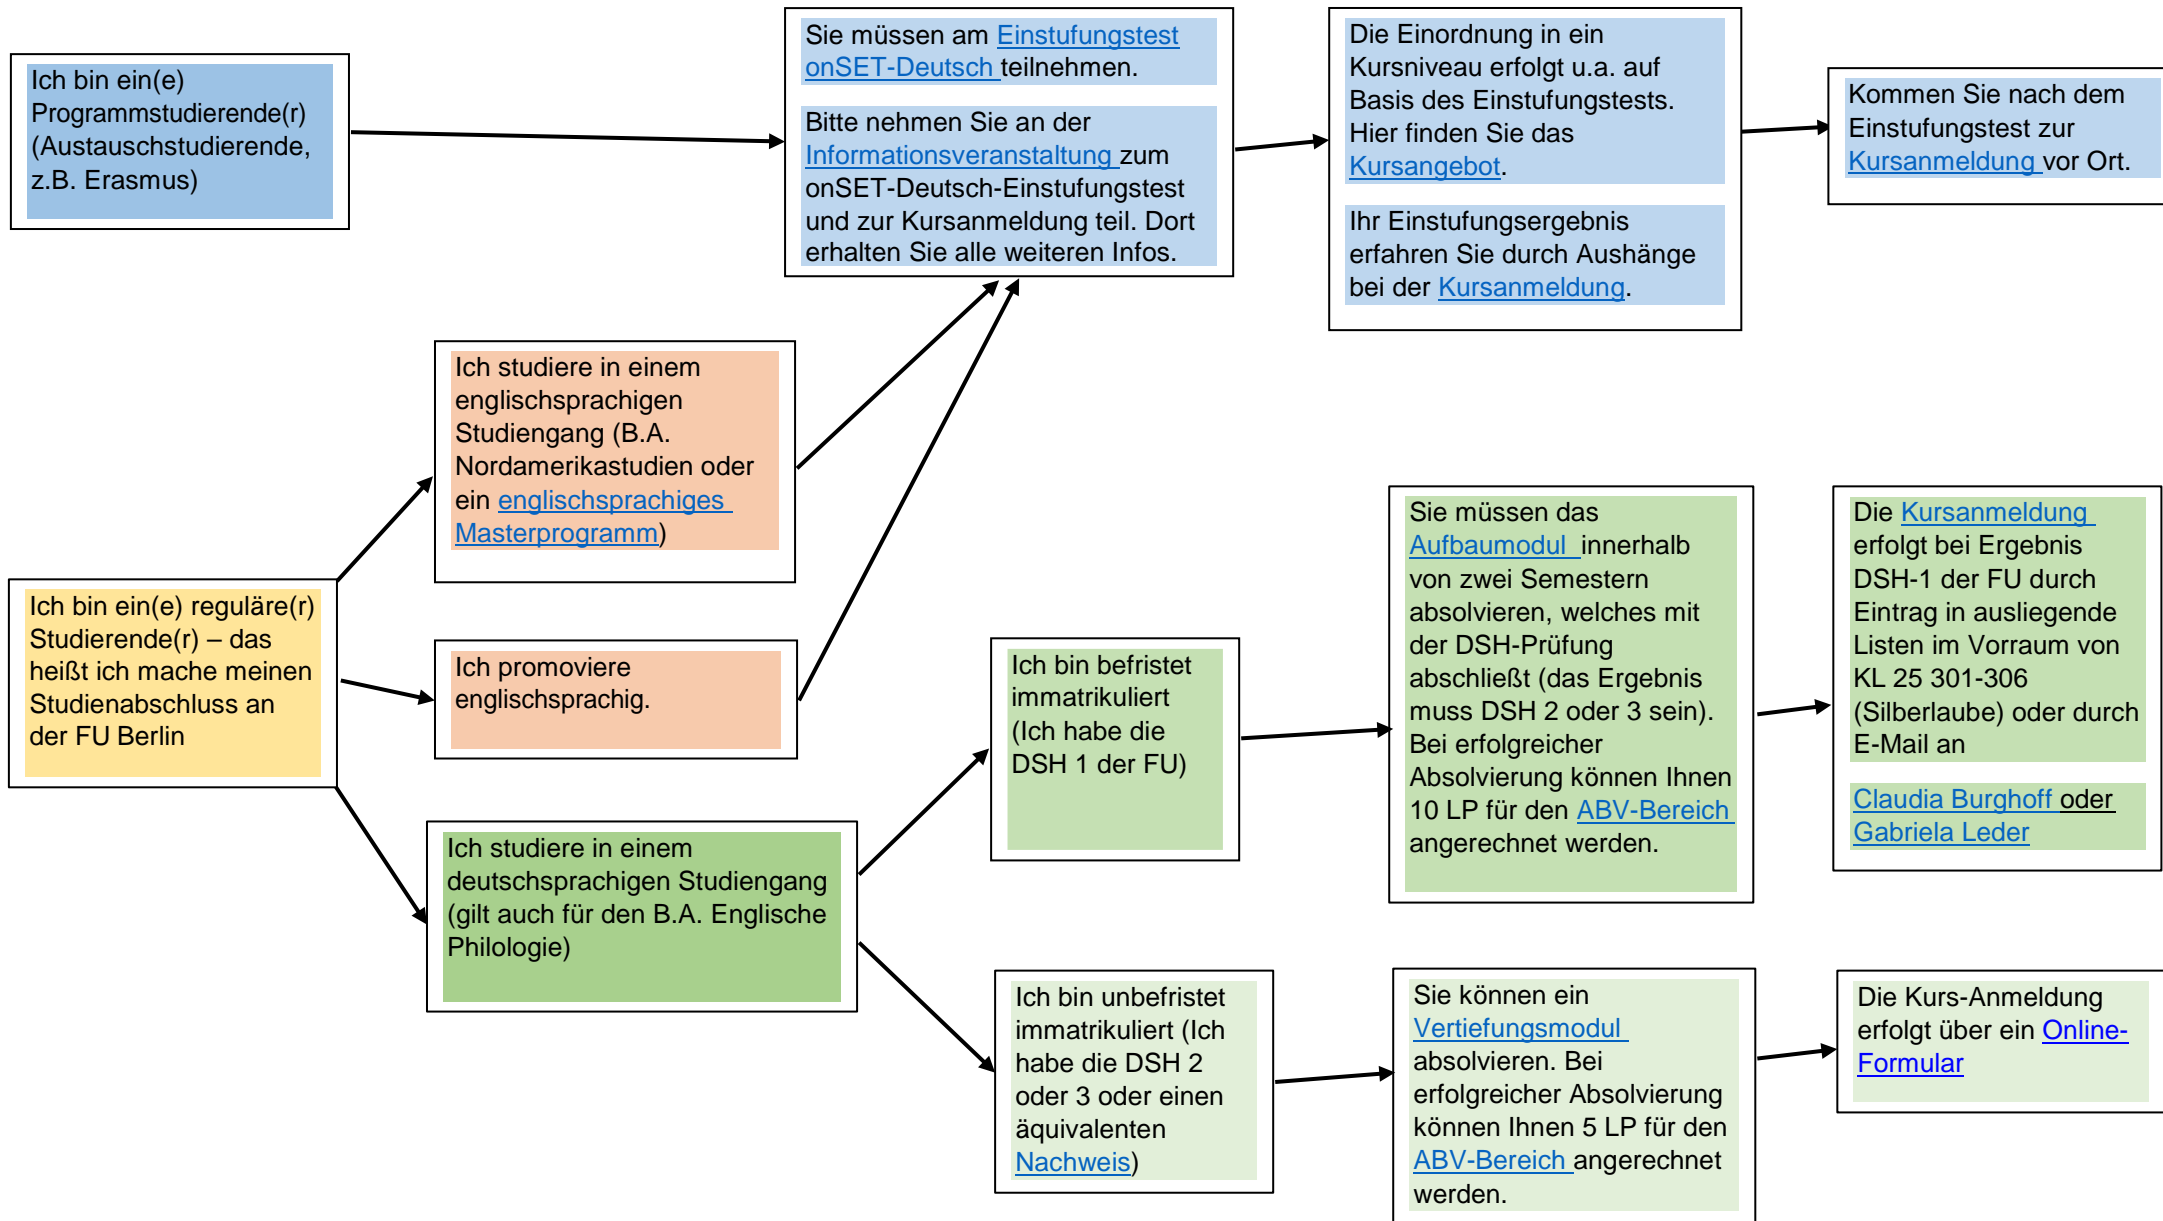 Ich bin ein(e)
Programmstudierende(r)
(Austauschstudierende,
z.B. Erasmus)
Sie müssen am Einstufungstest
onSET-Deutsch teilnehmen.
Bitte nehmen Sie an der
Informationsveranstaltung zum
onSET-Deutsch-Einstufungstest
und zur Kursanmeldung teil. Dort
erhalten Sie alle weiteren Infos.
Die Einordnung in ein
Kursniveau erfolgt u.a. auf
Basis des Einstufungstests.
Hier finden Sie das
Kursangebot.
Ihr Einstufungsergebnis
erfahren Sie durch Aushänge
bei der Kursanmeldung.
Kommen Sie nach dem
Einstufungstest zur
Kursanmeldung vor Ort.
Ich bin ein(e) reguläre(r)
Studierende(r) – das
heißt ich mache meinen
Studienabschluss an
der FU Berlin
Ich studiere in einem
englischsprachigen
Studiengang (B.A.
Nordamerikastudien oder
ein englischsprachiges
Masterprogramm)
Ich promoviere
englischsprachig.
Ich studiere in einem
deutschsprachigen Studiengang
(gilt auch für den B.A. Englische
Philologie)
Ich bin befristet
immatrikuliert
(Ich habe die
DSH 1 der FU)
Sie müssen das
Aufbaumodul innerhalb
von zwei Semestern
absolvieren, welches mit
der DSH-Prüfung
abschließt (das Ergebnis
muss DSH 2 oder 3 sein).
Bei erfolgreicher
Absolvierung können Ihnen
10 LP für den ABV-Bereich
angerechnet werden.
Die Kursanmeldung
erfolgt bei Ergebnis
DSH-1 der FU durch
Eintrag in ausliegende
Listen im Vorraum von
KL 25 301-306
(Silberlaube) oder durch
E-Mail an
Claudia Burghoff oder
Gabriela Leder
Ich bin unbefristet
immatrikuliert (Ich
habe die DSH 2
oder 3 oder einen
äquivalenten
Nachweis)
Sie können ein
Vertiefungsmodul
absolvieren. Bei
erfolgreicher Absolvierung
können Ihnen 5 LP für den
ABV-Bereich angerechnet
werden.
Die Kurs-Anmeldung
erfolgt über ein Online-
Formular